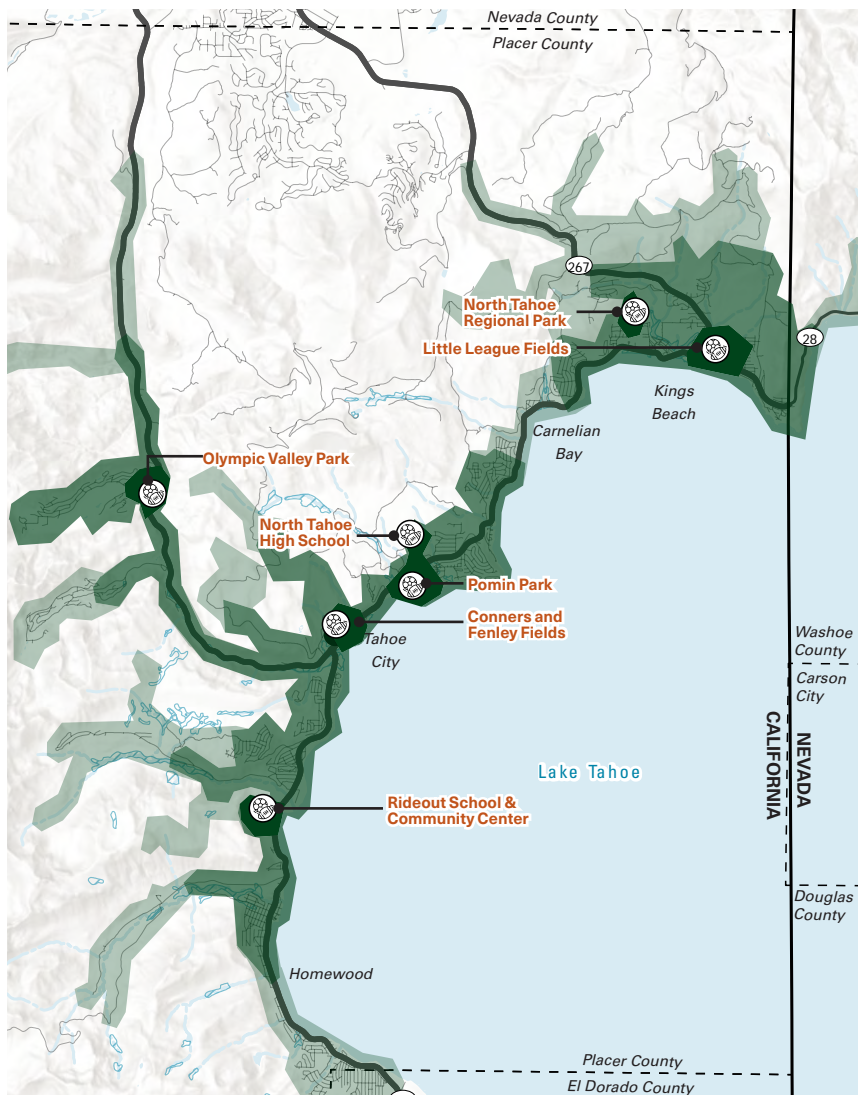 Nevada County
Placer County
267
North Tahoe
Regional Park
28
Little League Fields
Kings
Beach
Carnelian
Bay
Olympic Valley Park
North Tahoe
High School
Pomin Park
Conners and
Fenley Fields
Tahoe
City
Washoe
County
Carson
City
CALIFORNIA
NEVADA
Lake Tahoe
Rideout School &
Community Center
Douglas
County
Homewood
Placer County
El Dorado County